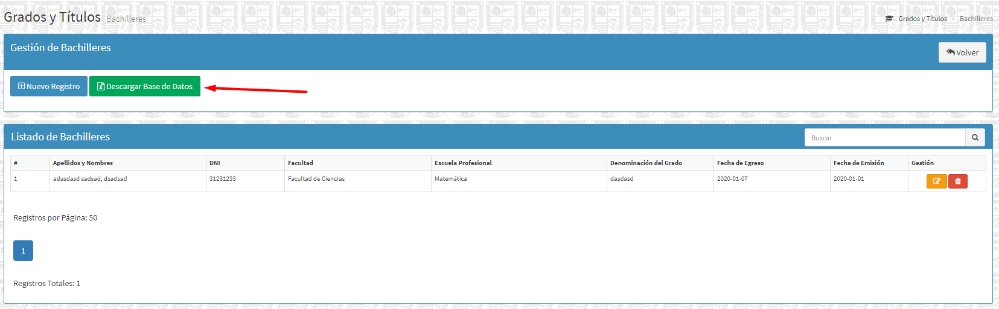 Grados y Títulos Bachilleres
Grados y Títulos > Bachilleres
Gestión de Bachilleres
Volver
Nuevo Registro
Descargar Base de Datos
Listado de Bachilleres
Buscar
# Apellidos y Nombres DNI Facultad Escuela Profesional Denominación del Grado Fecha de Egreso Fecha de Emisión Gestión
1 adasdasd sadsad, dsadsad 31231233 Facultad de Ciencias Matemática dasdasd 2020-01-07 2020-01-01
Registros por Página: 50
1
Registros Totales: 1